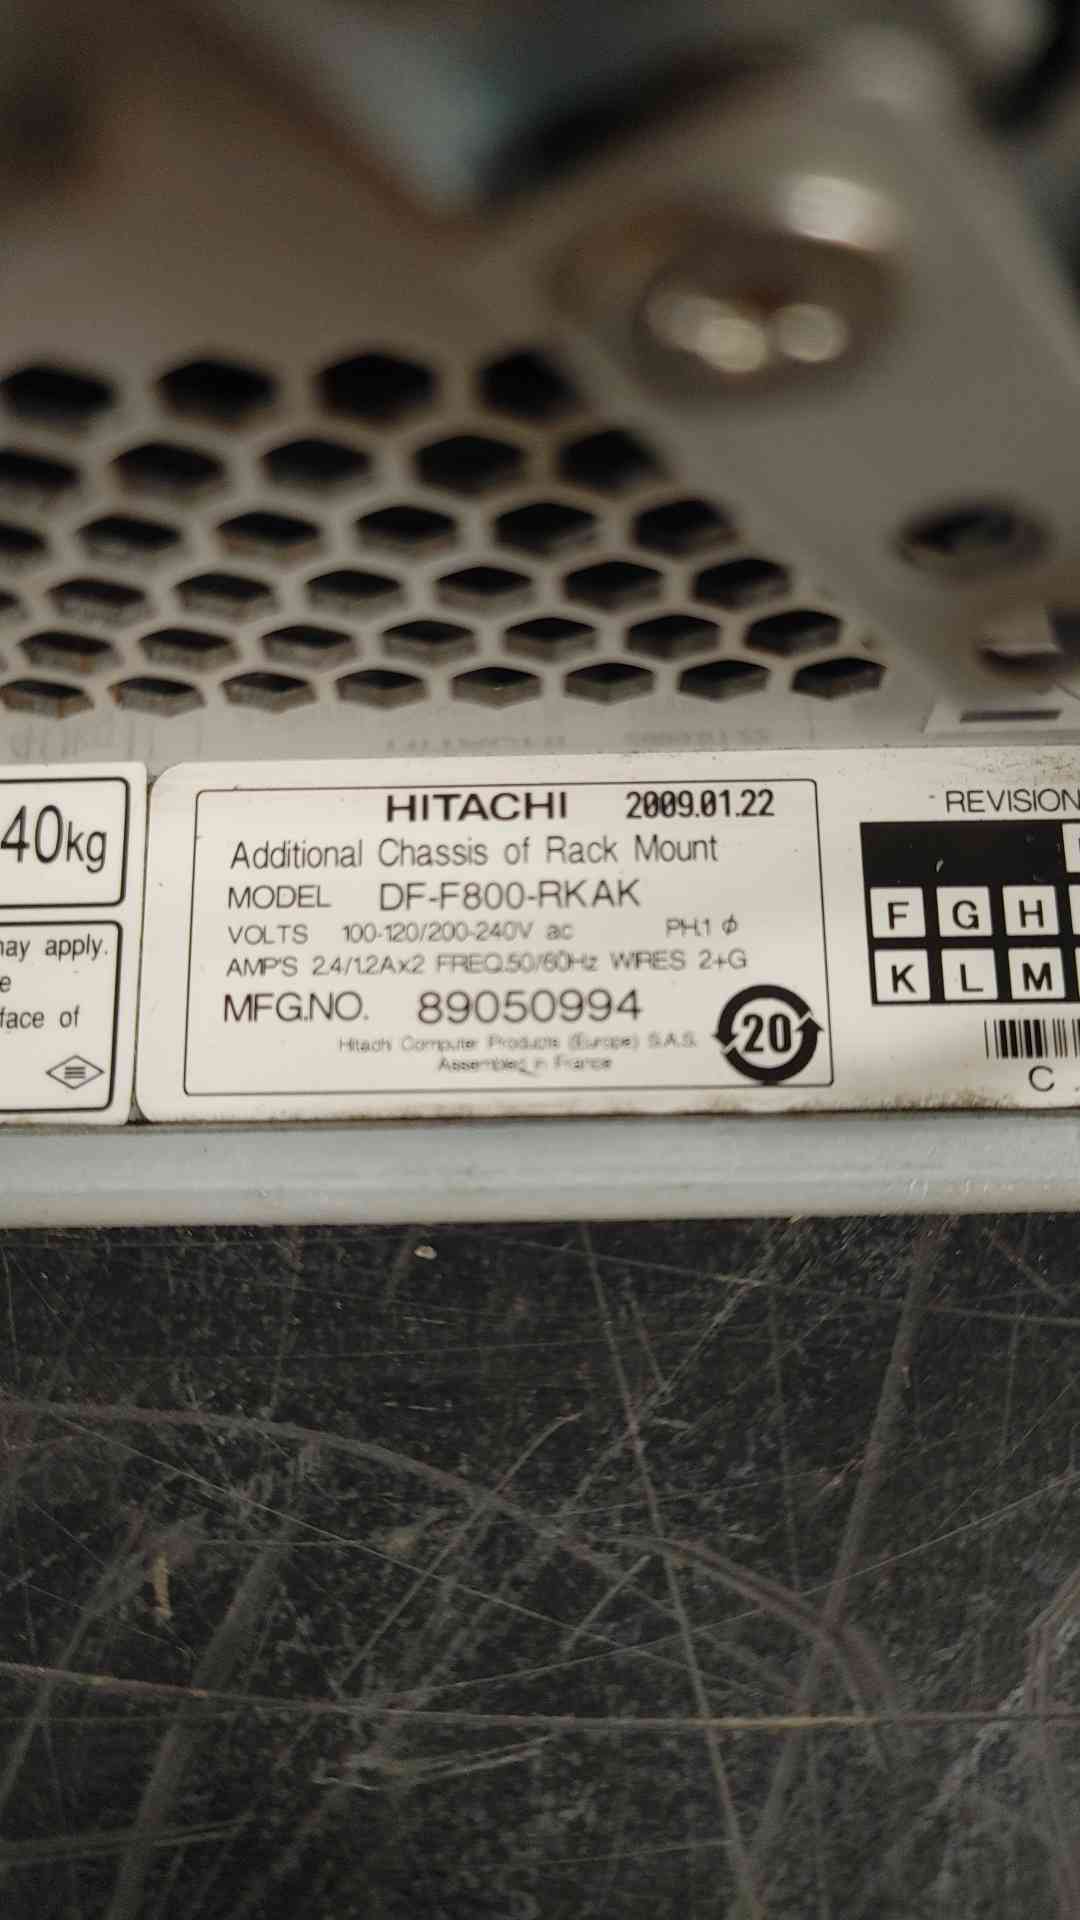 40kg
may apply.
e
face of
HITACHI 2009.01.22
Additional Chassis of Rack Mount
MODEL DF-F800-RKAK
VOLTS 100-120/200-240V ac PH.1 ϕ
AMP'S 2.4/1.2Ax2 FREQ.50/60Hz WIRES 2+G
MFG.NO. 89050994
Hitachi Computer Products (Europe) S.A.S.
Assembled in France
20
REVISION
F G H
K L M
C